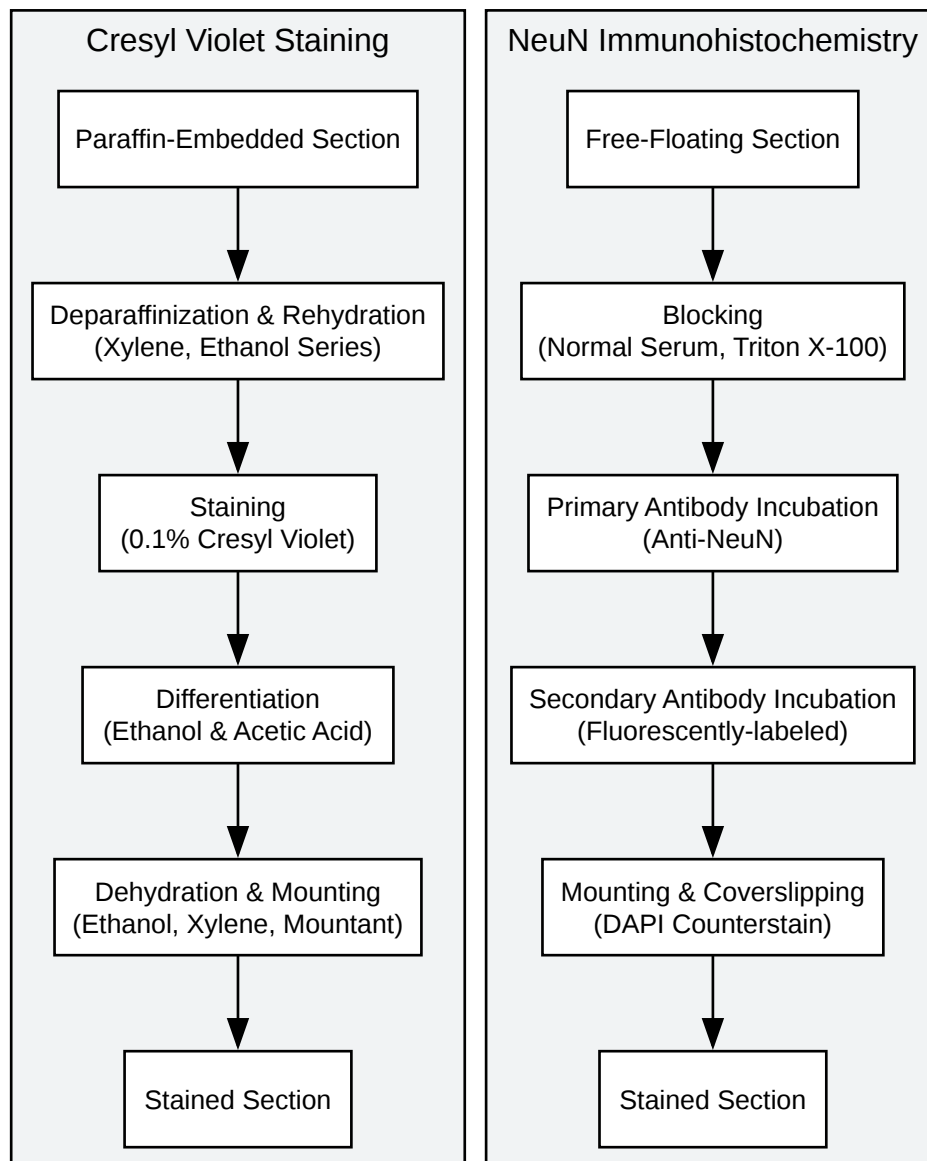 Cresyl Violet Staining
Paraffin-Embedded Section
Deparaffinization & Rehydration
(Xylene, Ethanol Series)
Staining
(0.1% Cresyl Violet)
Differentiation
(Ethanol & Acetic Acid)
Dehydration & Mounting
(Ethanol, Xylene, Mountant)
Stained Section
NeuN Immunohistochemistry
Free-Floating Section
Blocking
(Normal Serum, Triton X-100)
Primary Antibody Incubation
(Anti-NeuN)
Secondary Antibody Incubation
(Fluorescently-labeled)
Mounting & Coverslipping
(DAPI Counterstain)
Stained Section